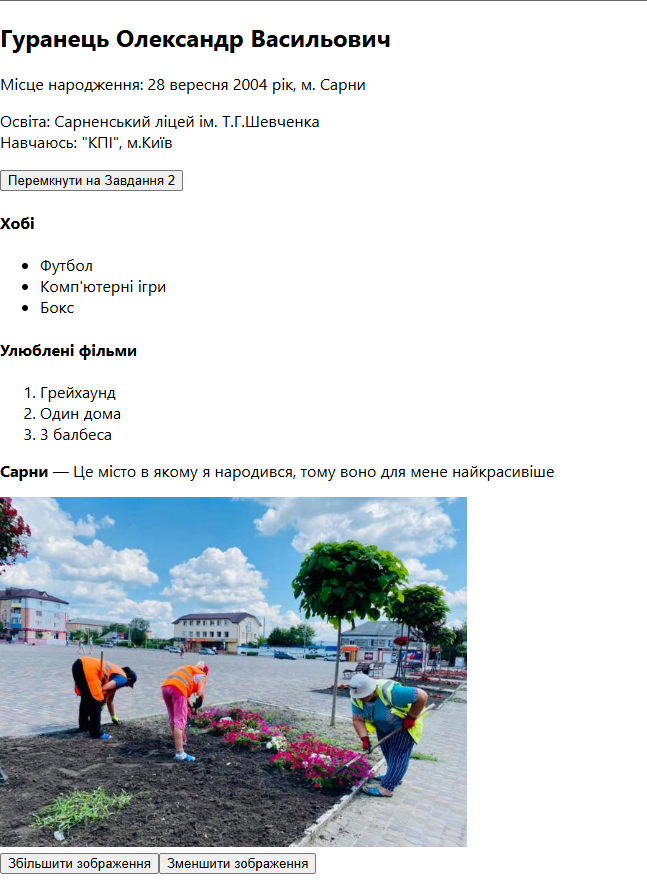 Гуранець Олександр Васильович
Місце народження: 28 вересня 2004 рік, м. Сарни
Освіта: Сарненський ліцей ім. Т.Г.Шевченка
Навчаюсь: "КПІ", м.Київ
Перемкнути на Завдання 2
Хобі
Футбол
Комп'ютерні ігри
Бокс
Улюблені фільми
1. Грейхаунд
2. Один дома
3. 3 балбеса
Сарни — Це місто в якому я народився, тому воно для мене найкрасивіше
Збільшити зображення Зменшити зображення